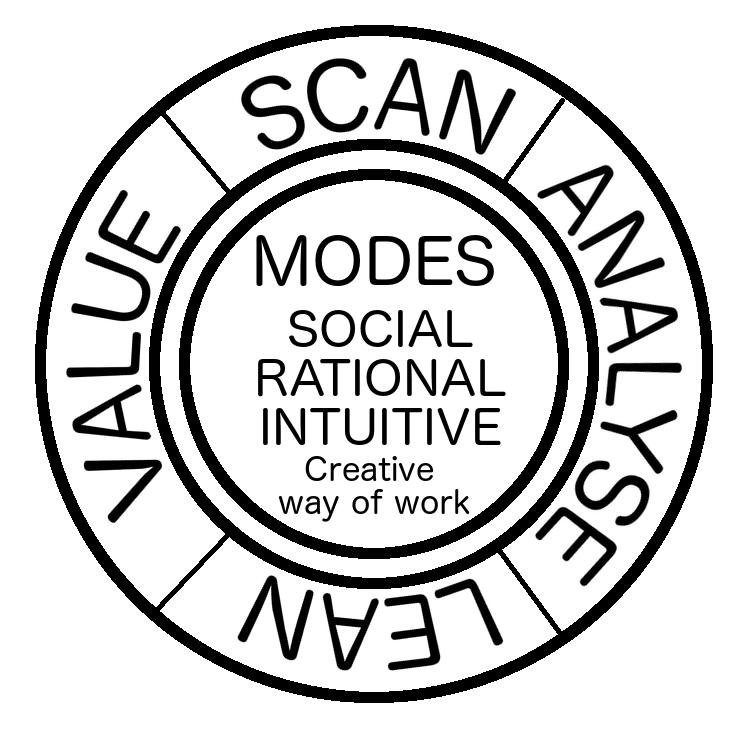 SCAN
ANALYSE
LEAN
VALUE
MODES
SOCIAL
RATIONAL
INTUITIVE
Creative
way of work